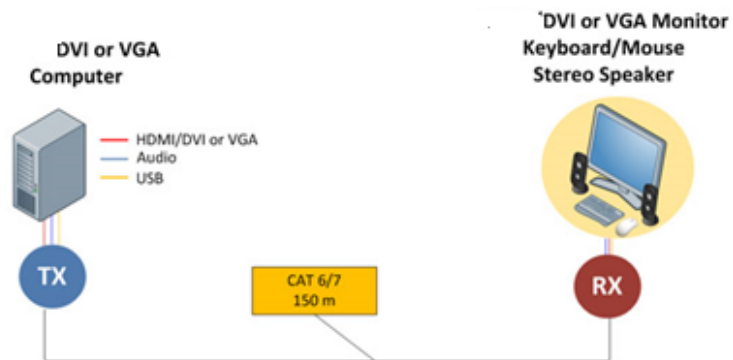 DVI or VGA
Computer
HDMI/DVI or VGA
Audio
USB
TX
CAT 6/7
150 m
DVI or VGA Monitor
Keyboard/Mouse
Stereo Speaker
RX